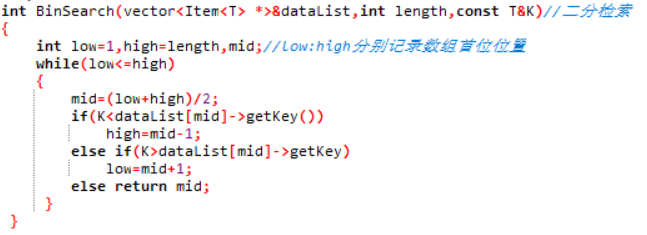 int BinSearch(vector<Item<T> *>&dataList,int length,const T&K)//二分检索
{
int low=1,high=length,mid;//low:high分别记录数组首位位置
while(low<=high)
{
mid=(low+high)/2;
if(K<dataList[mid]->getKey())
high=mid-1;
else if(K>dataList[mid]->getKey)
low=mid+1;
else return mid;
}
}